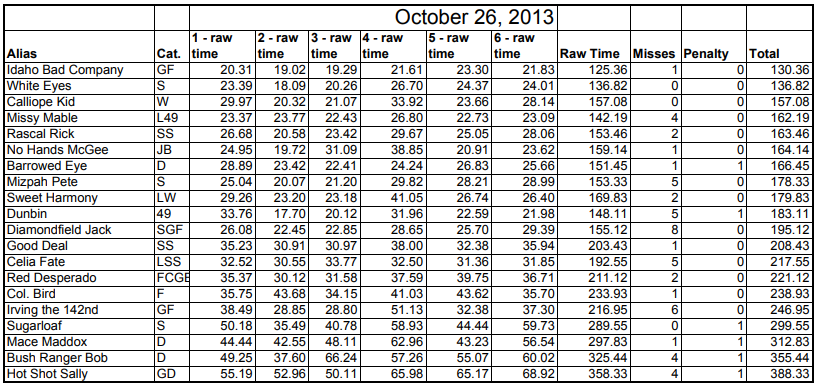 October 26, 2013
Alias Cat. 1 - raw time 2 - raw time 3 - raw time 4 - raw time 5 - raw time 6 - raw time Raw Time Misses Penalty Total
Idaho Bad Company GF 20.31 19.02 19.29 21.61 23.30 21.83 125.36 1 0 130.36
White Eyes S 23.39 18.09 20.26 26.70 24.37 24.01 136.82 0 0 136.82
Calliope Kid W 29.97 20.32 21.07 33.92 23.66 28.14 157.08 0 0 157.08
Missy Mable L49 23.37 23.77 22.43 26.80 22.73 23.09 142.19 4 0 162.19
Rascal Rick SS 26.68 20.58 23.42 29.67 25.05 28.06 153.46 2 0 163.46
No Hands McGee JB 24.95 19.72 31.09 38.85 20.91 23.62 159.14 1 0 164.14
Barrowed Eye D 28.89 23.42 22.41 24.24 26.83 25.66 151.45 1 1 166.45
Mizpah Pete S 25.04 20.07 21.20 29.82 28.21 28.99 153.33 5 0 178.33
Sweet Harmony LW 29.26 23.20 23.18 41.05 26.74 26.40 169.83 2 0 179.83
Dunbin 49 33.76 17.70 20.12 31.96 22.59 21.98 148.11 5 1 183.11
Diamondfield Jack SGF 26.08 22.45 22.85 28.65 25.70 29.39 155.12 8 0 195.12
Good Deal SS 35.23 30.91 30.97 38.00 32.38 35.94 203.43 1 0 208.43
Celia Fate LSS 32.52 30.55 33.77 32.50 31.36 31.85 192.55 5 0 217.55
Red Desperado FCGE 35.37 30.12 31.58 37.59 39.75 36.71 211.12 2 0 221.12
Col. Bird F 35.75 43.68 34.15 41.03 43.62 35.70 233.93 1 0 238.93
Irving the 142nd GF 38.49 28.85 28.80 51.13 32.38 37.30 216.95 6 0 246.95
Sugarloaf S 50.18 35.49 40.78 58.93 44.44 59.73 289.55 0 1 299.55
Mace Maddox D 44.44 42.55 48.11 62.96 43.23 56.54 297.83 1 1 312.83
Bush Ranger Bob D 49.25 37.60 66.24 57.26 55.07 60.02 325.44 4 1 355.44
Hot Shot Sally GD 55.19 52.96 50.11 65.98 65.17 68.92 358.33 4 1 388.33